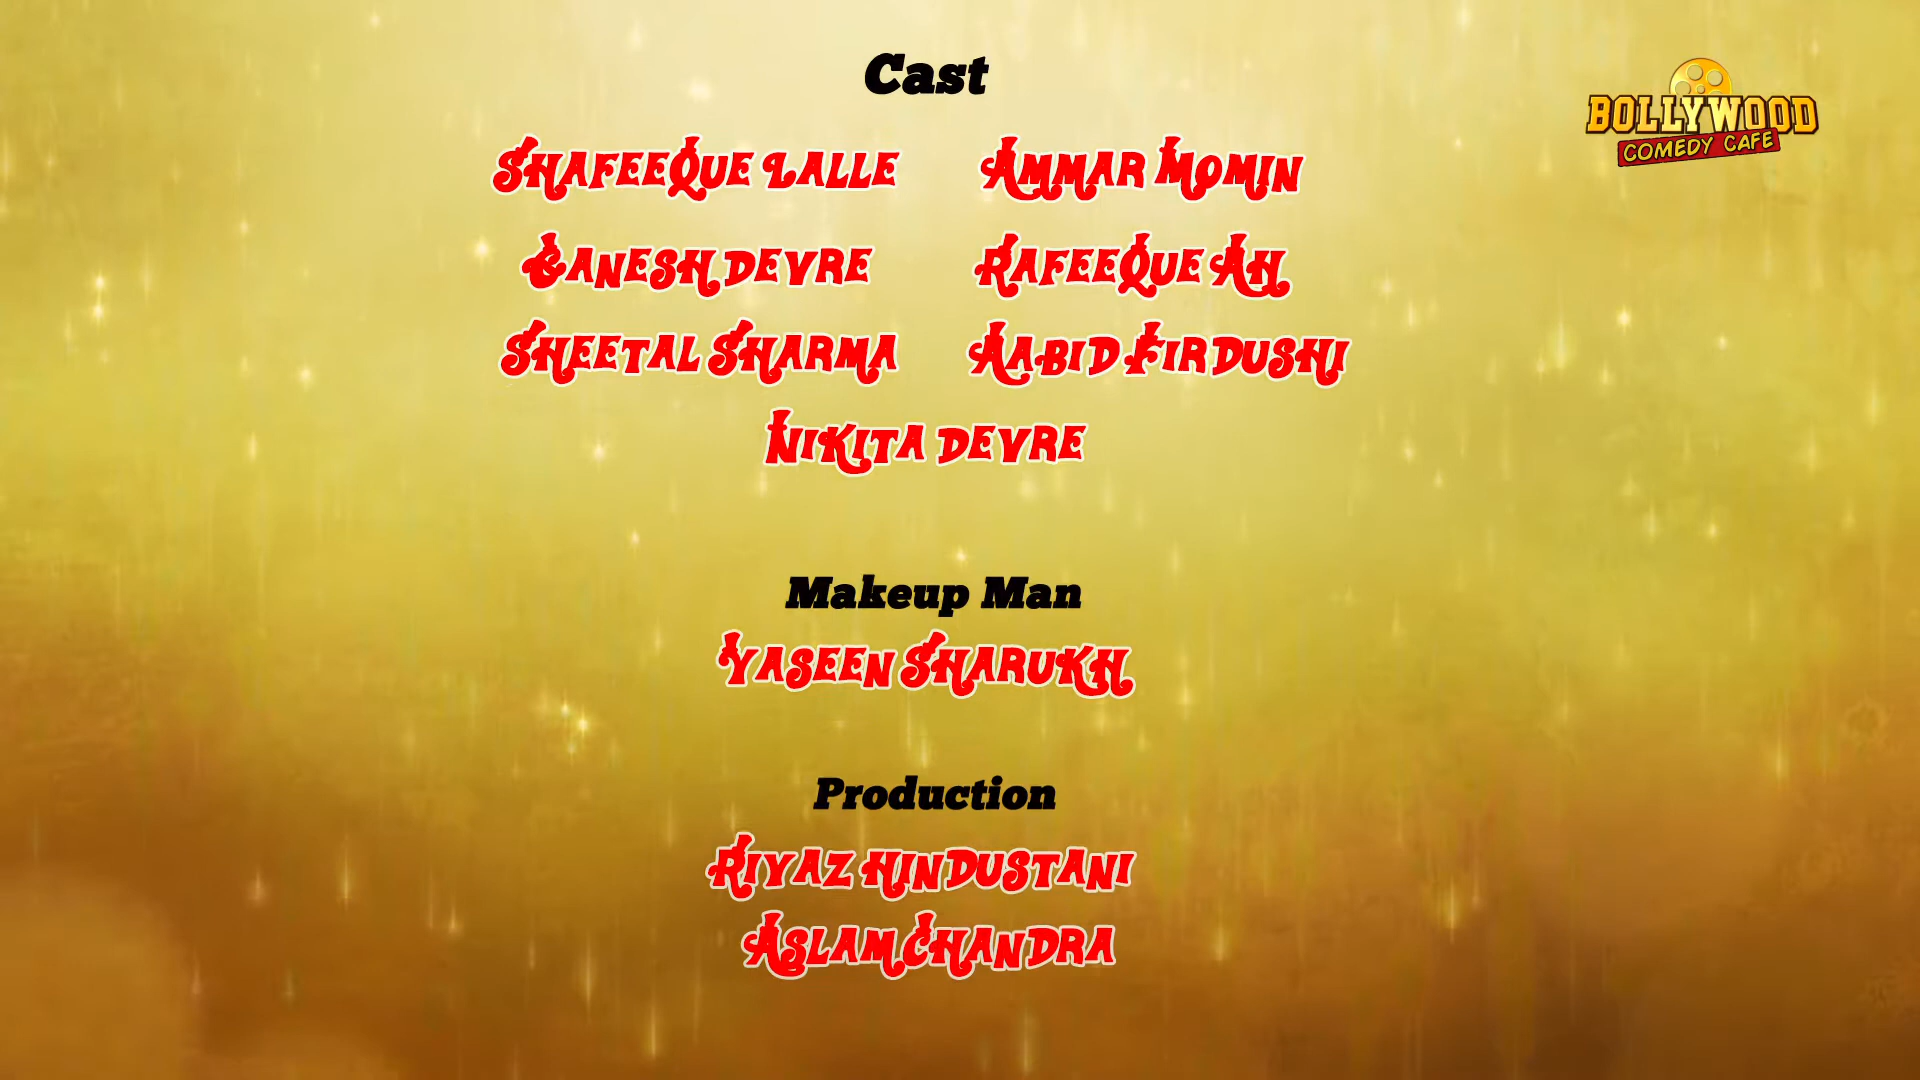 Cast
BOLLYWOOD
COMEDY CAFE
Shafeeque Lalle Ammar Momin
Ganesh Devre Rafeeque Ah
Sheetal Sharma Aabid Firdushi
Nikita Devre
Makeup Man
Yaseen Sharukh
Production
Riyaz Hindustani
Aslam Chandra